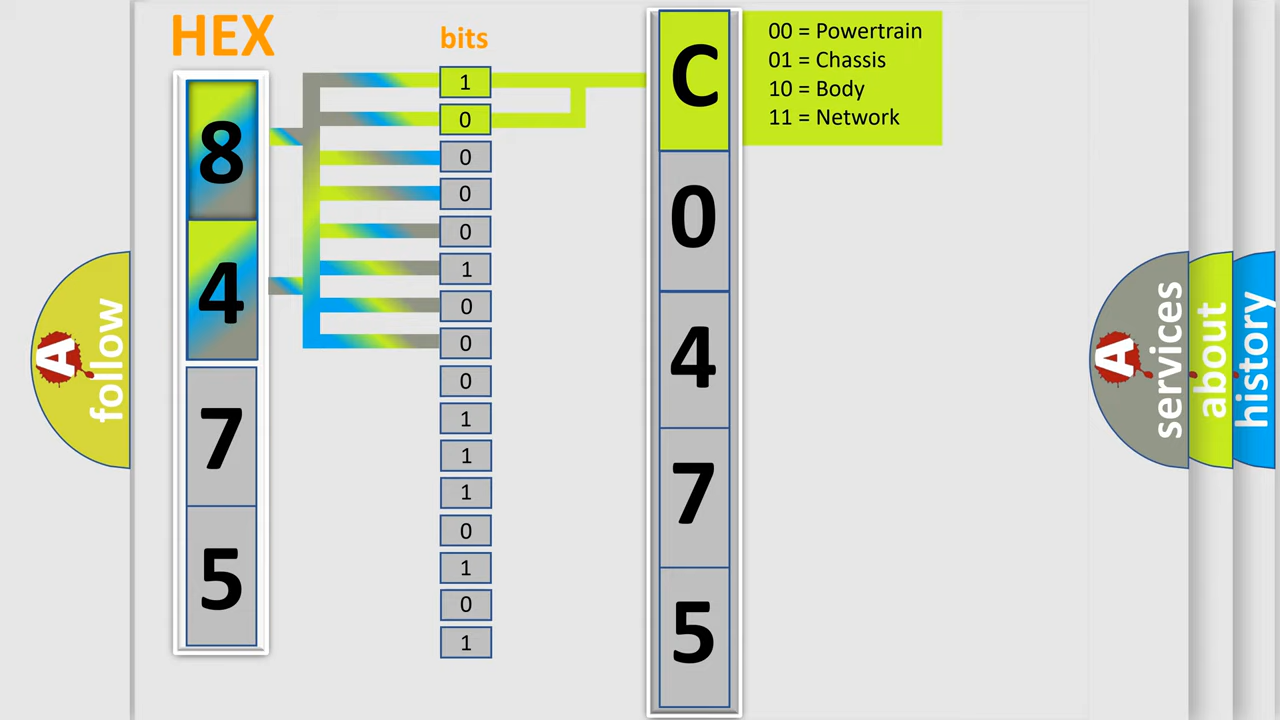 HEX
bits
8
4
7
5
1
0
0
0
0
1
0
0
0
1
1
1
0
1
0
1
C
0
4
7
5
00 = Powertrain
01 = Chassis
10 = Body
11 = Network
A
follow
A
services
about
history